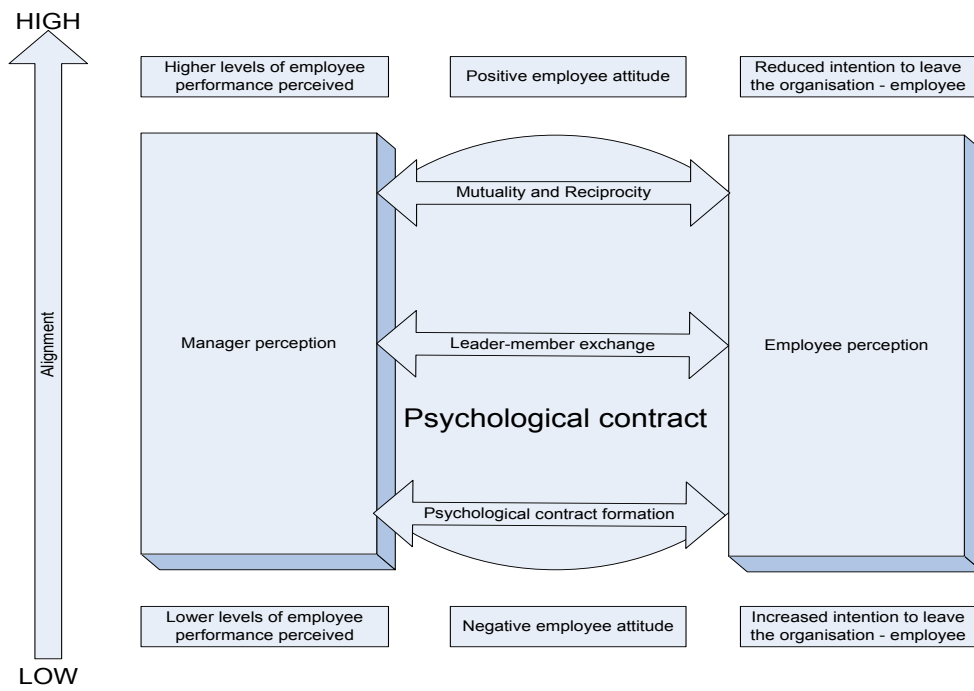 HIGH
Higher levels of employee
performance perceived
Positive employee attitude
Reduced intention to leave
the organisation - employee
Mutuality and Reciprocity
Alignment
Manager perception
Leader-member exchange
Employee perception
Psychological contract
Psychological contract formation
Lower levels of employee
performance perceived
Negative employee attitude
Increased intention to leave
the organisation - employee
LOW